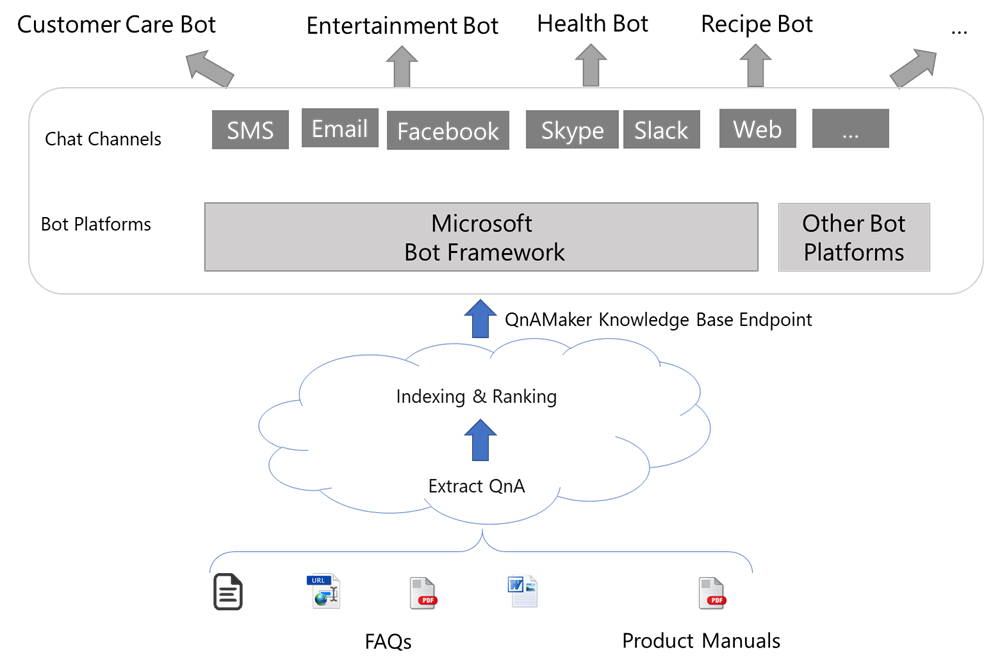 Customer Care Bot
Entertainment Bot
Health Bot
Recipe Bot
...
Chat Channels
SMS
Email
Facebook
Skype
Slack
Web
...
Bot Platforms
Microsoft
Bot Framework
Other Bot
Platforms
QnAMaker Knowledge Base Endpoint
Indexing & Ranking
Extract QnA
URL
PDF
W
PDF
FAQs
Product Manuals